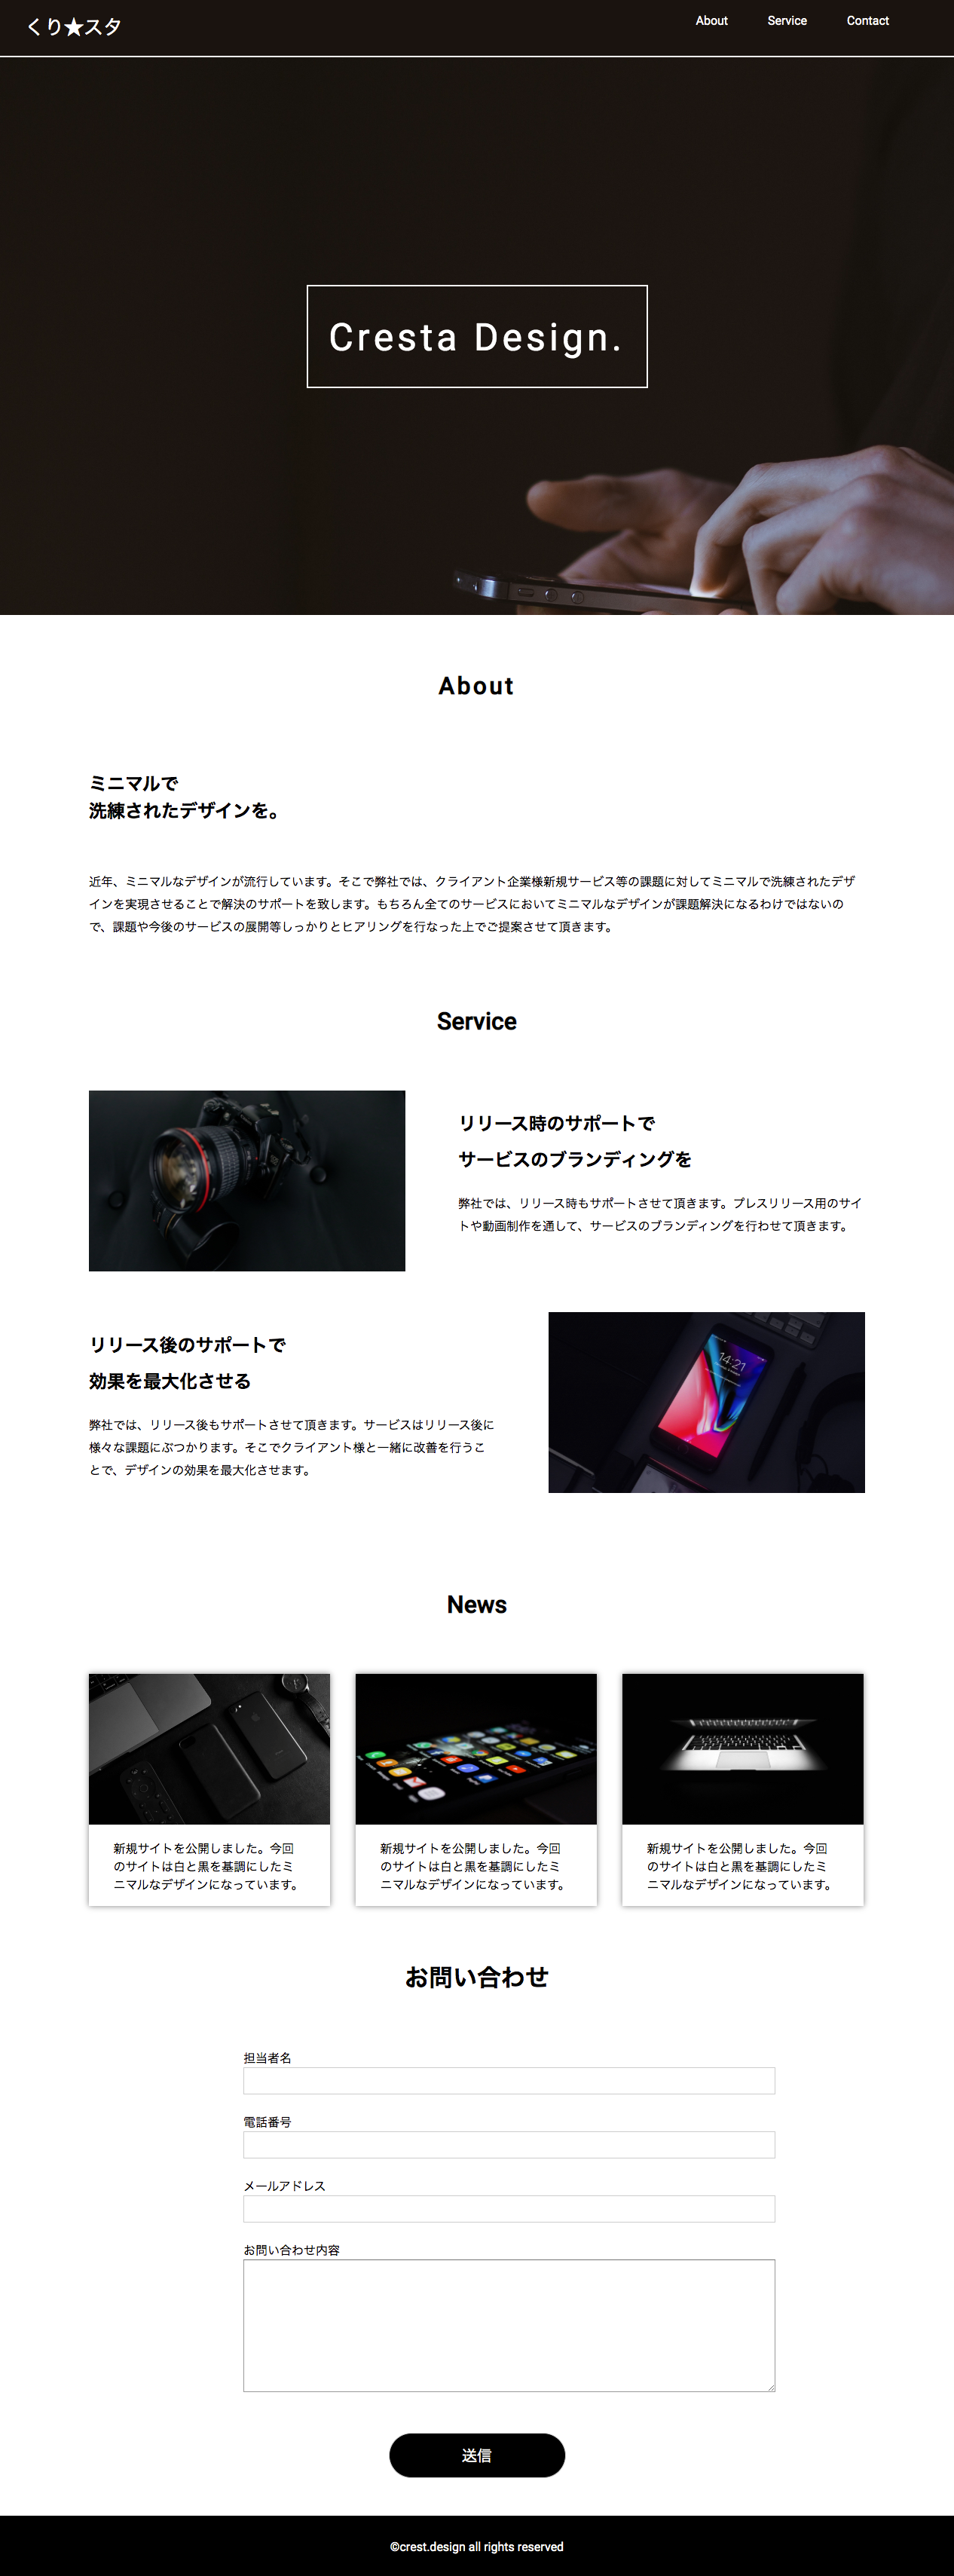 くり★スタ
About Service Contact
Cresta Design.
About
ミニマルで
洗練されたデザインを。
近年、ミニマルなデザインが流行しています。そこで弊社では、クライアント企業様新規サービス等の課題に対してミニマルで洗練されたデザ
インを実現させることで解決のサポートを致します。もちろん全てのサービスにおいてミニマルなデザインが課題解決になるわけではないの
で、課題や今後のサービスの展開等しっかりとヒアリングを行なった上でご提案させて頂きます。
Service
リリース時のサポートで
サービスのブランディングを
弊社では、リリース時もサポートさせて頂きます。プレスリリース用のサイ
トや動画制作を通して、サービスのブランディングを行わせて頂きます。
リリース後のサポートで
効果を最大化させる
弊社では、リリース後もサポートさせて頂きます。サービスはリリース後に
様々な課題にぶつかります。そこでクライアント様と一緒に改善を行うこ
とで、デザインの効果を最大化させます。
14:21
News
新規サイトを公開しました。今回
のサイトは白と黒を基調にしたミ
ニマルなデザインになっています。
新規サイトを公開しました。今回
のサイトは白と黒を基調にしたミ
ニマルなデザインになっています。
新規サイトを公開しました。今回
のサイトは白と黒を基調にしたミ
ニマルなデザインになっています。
お問い合わせ
担当者名
電話番号
メールアドレス
お問い合わせ内容
送信
©crest.design all rights reserved